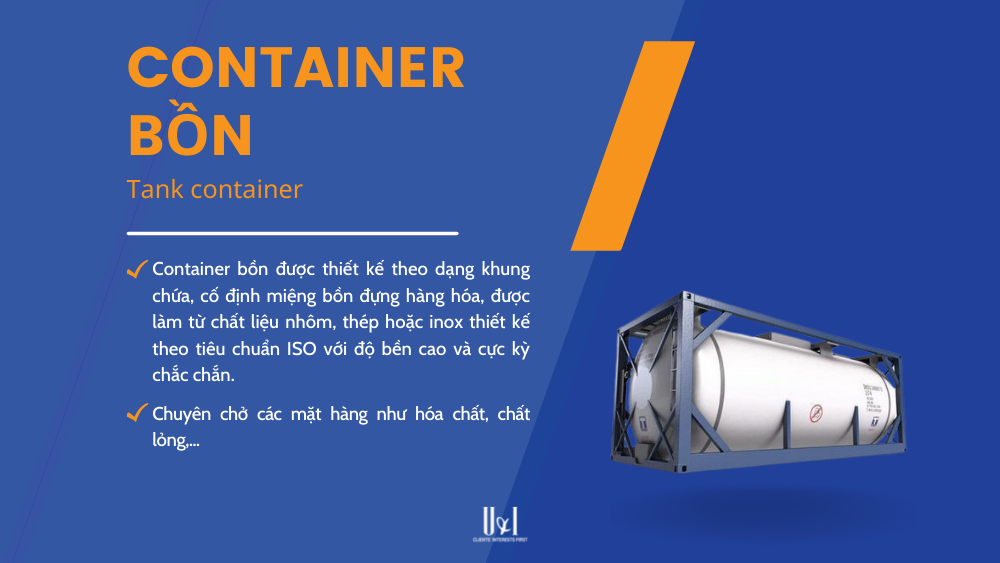 CONTAINER
BỒN
Tank container
Container bồn được thiết kế theo dạng khung
chứa, cố định miệng bồn đựng hàng hóa, được
làm từ chất liệu nhôm, thép hoặc inox thiết kế
theo tiêu chuẩn ISO với độ bền cao và cực kỳ
chắc chắn.
Chuyên chở các mặt hàng như hóa chất, chất
lỏng,...
U&I
CLIENTS' INTERESTS FIRST